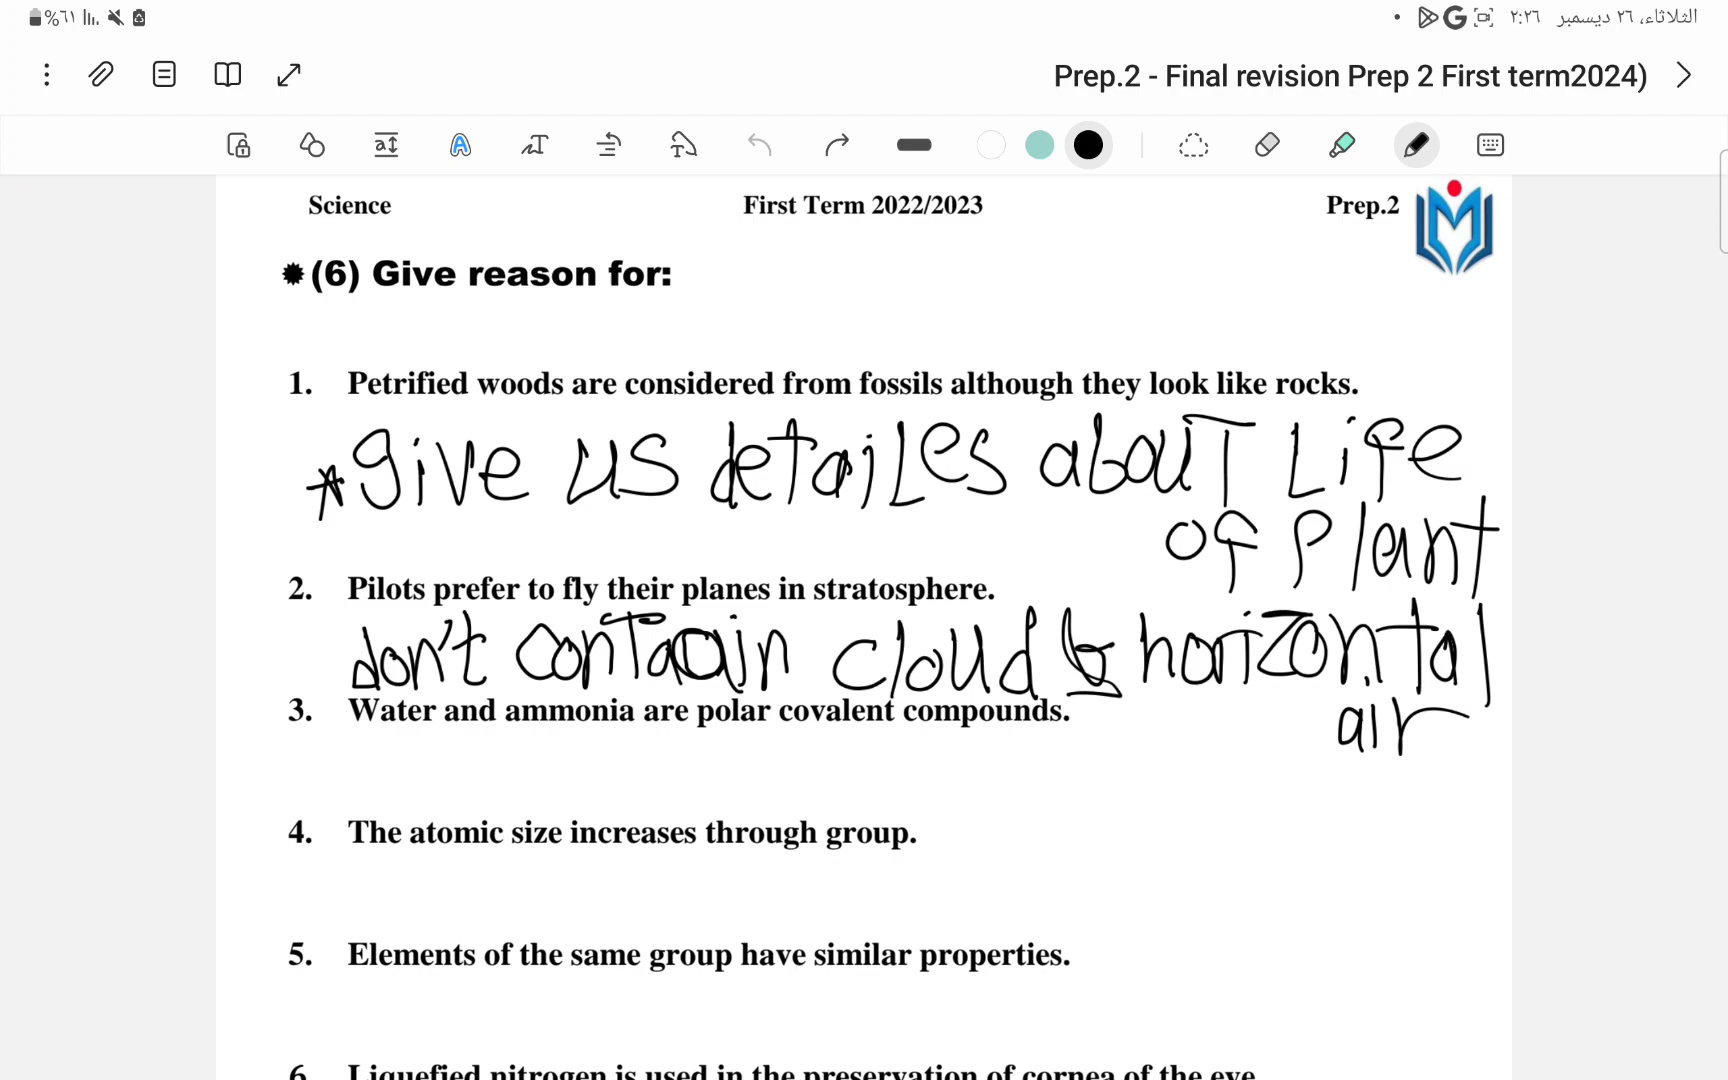 %٦١
الثلاثاء، ٢٦ ديسمبر ٢:٢٦
Prep.2 - Final revision Prep 2 First term2024)
Science First Term 2022/2023 Prep.2
(6) Give reason for:
1. Petrified woods are considered from fossils although they look like rocks.
*give us detailes about Life
of plant
2. Pilots prefer to fly their planes in stratosphere.
don't contain cloud & horizontal
air
3. Water and ammonia are polar covalent compounds.
4. The atomic size increases through group.
5. Elements of the same group have similar properties.
6. Liquefied nitrogen is used in the preservation of cornea of the eye